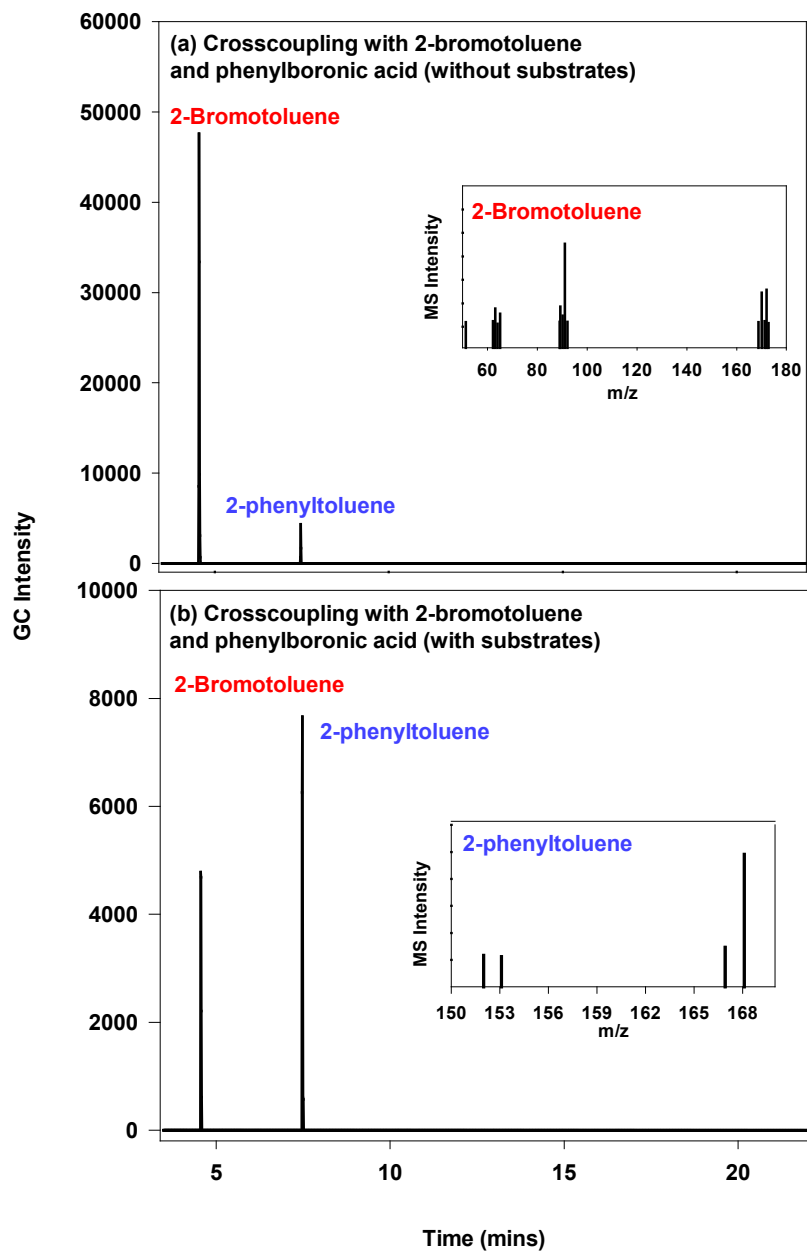 60000
(a) Crosscoupling with 2-bromotoluene
and phenylboronic acid (without substrates)
2-Bromotoluene
50000
40000
30000
20000
10000
0
2-Bromotoluene
MS Intensity
60 80 100 120 140 160 180
m/z
2-phenyltoluene
GC Intensity
10000
(b) Crosscoupling with 2-bromotoluene
and phenylboronic acid (with substrates)
2-Bromotoluene
8000
2-phenyltoluene
6000
4000
2000
0
2-phenyltoluene
MS Intensity
150 153 156 159 162 165 168
m/z
5 10 15 20
Time (mins)